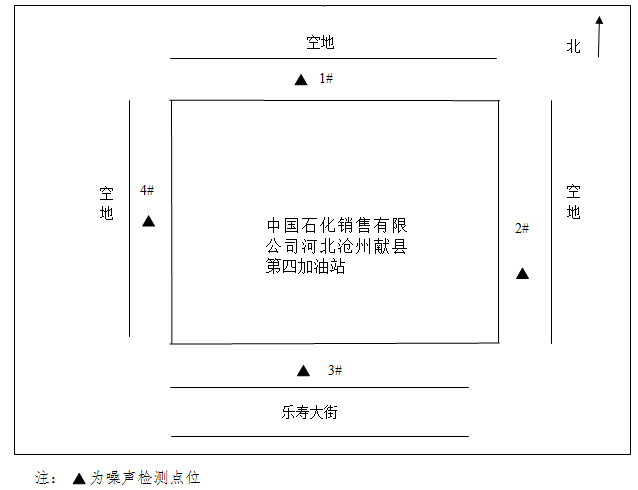 空地
北
▲ 1#
空地
4#
▲
中国石化销售有限
公司河北沧州献县
第四加油站
2#
▲
空地
▲ 3#
乐寿大街
注： ▲为噪声检测点位